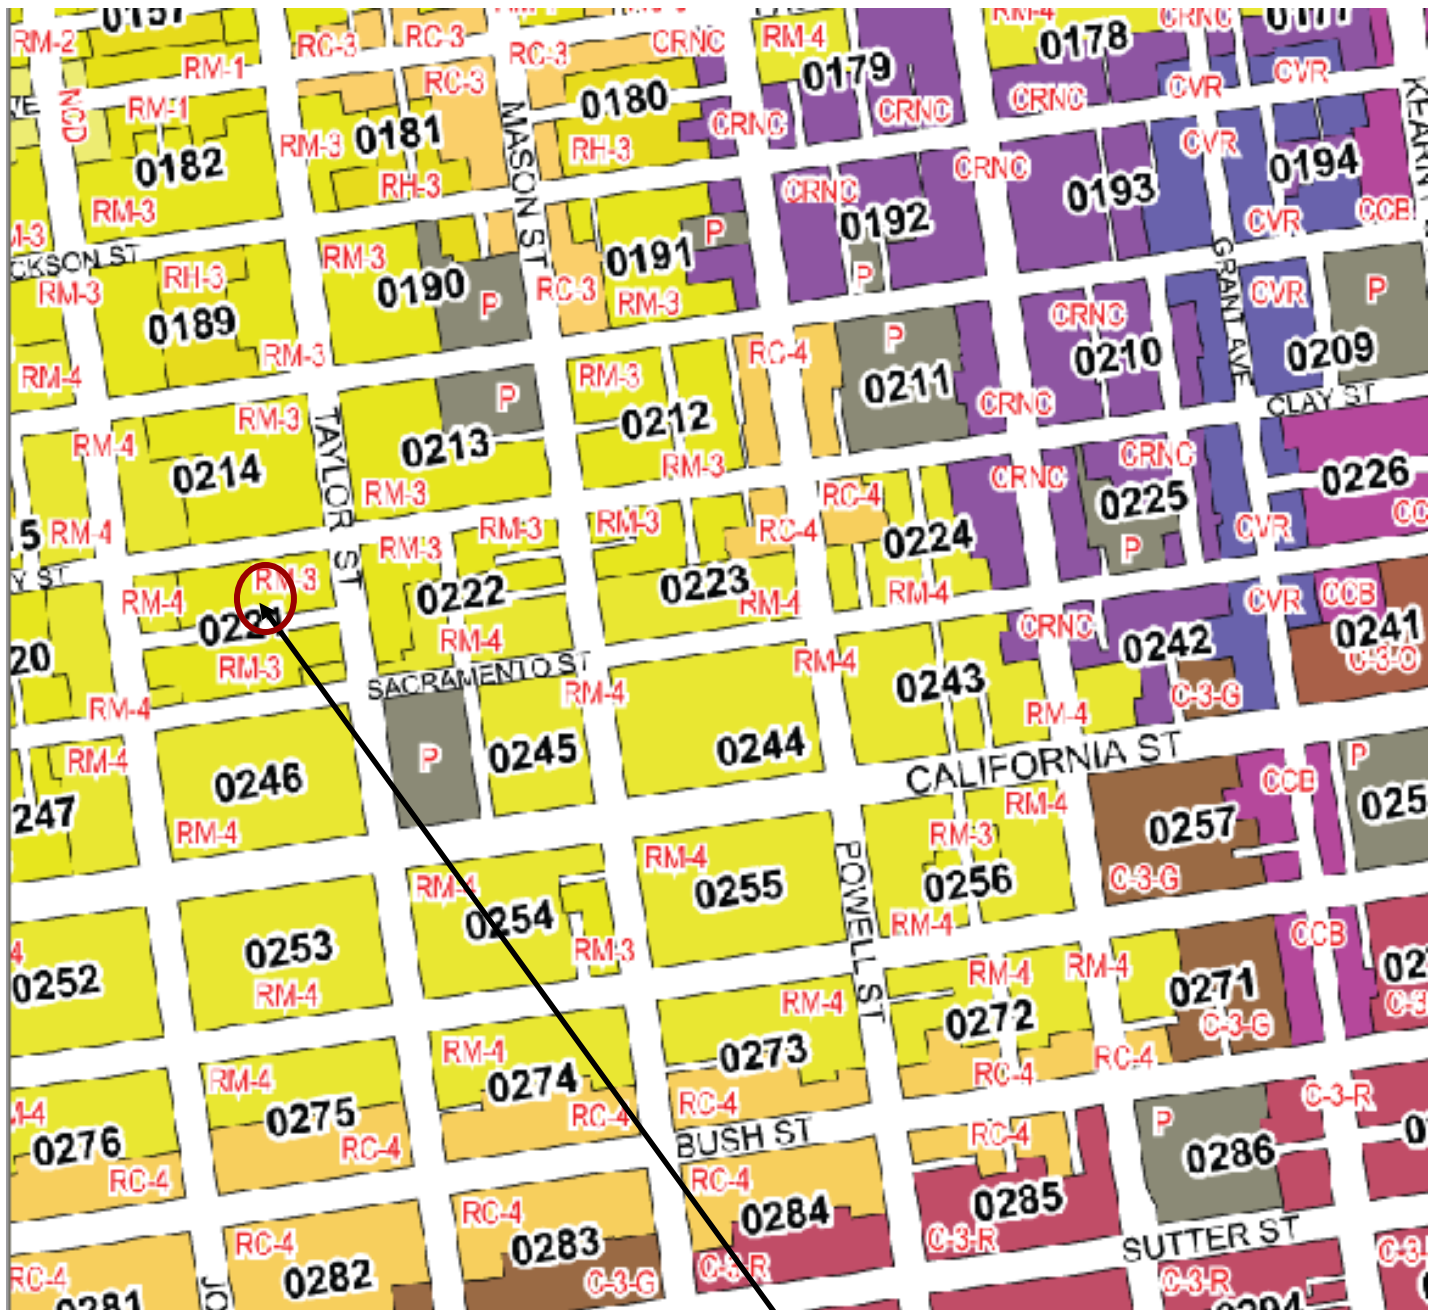 0157
RM-2
RC-3
RC-3
RC-3
CRNC
RM-4
RM-4
CRNC
0178
0179
RM-1
RC-3
CVR
CVR
NCD
RM-1
0180
CRNC
CRNC
CRNC
0181
0182
RM-3
RH-3
MASON ST
CRNC
CVR
0194
RH-3
RM-3
CRNC
0193
0192
CVR
CCB
CKSON ST
RM-3
RH-3
RM-3
0190
P
RC-3
0191
P
RM-3
P
GRANT AVE
CVR
P
0189
RM-3
RM-4
CRNC
0210
0209
RC-4
P
0211
RM-3
P
0212
CRNC
CLAY ST
TAYLOR ST
RM-3
RM-4
0214
0213
RM-3
RM-3
CRNC
CRNC
0226
RM-4
RC-4
0225
P
CVR
RM-3
RM-3
RM-3
RC-4
0224
Y ST
RM-4
RM-3
0222
0223
RM-4
RM-4
CVR
CCB
0241
C-3-O
RM-4
CRNC
0242
20
RM-3
SACRAMENTO ST
RM-4
RM-4
0243
C-3-G
RM-4
RM-4
RM-4
P
0245
0244
CALIFORNIA ST
P
0246
RM-4
247
CCB
RM-4
0257
RM-3
C-3-G
POWELL ST
RM-4
RM-4
0255
0256
RM-4
0254
RM-3
0253
RM-4
0252
CCB
RM-4
RM-4
0271
C-3-G
RM-4
0272
RC-4
RC-4
RM-4
0273
RC-4
RM-4
0274
RC-4
RM-4
0275
RC-4
0276
RC-4
BUSH ST
C-3-R
P
0286
RC-4
0285
C-3-R
RC-4
0284
C-3-R
SUTTER ST
C-3-R
RC-4
0283
C-3-G
RC-4
0282
RC-4
0281